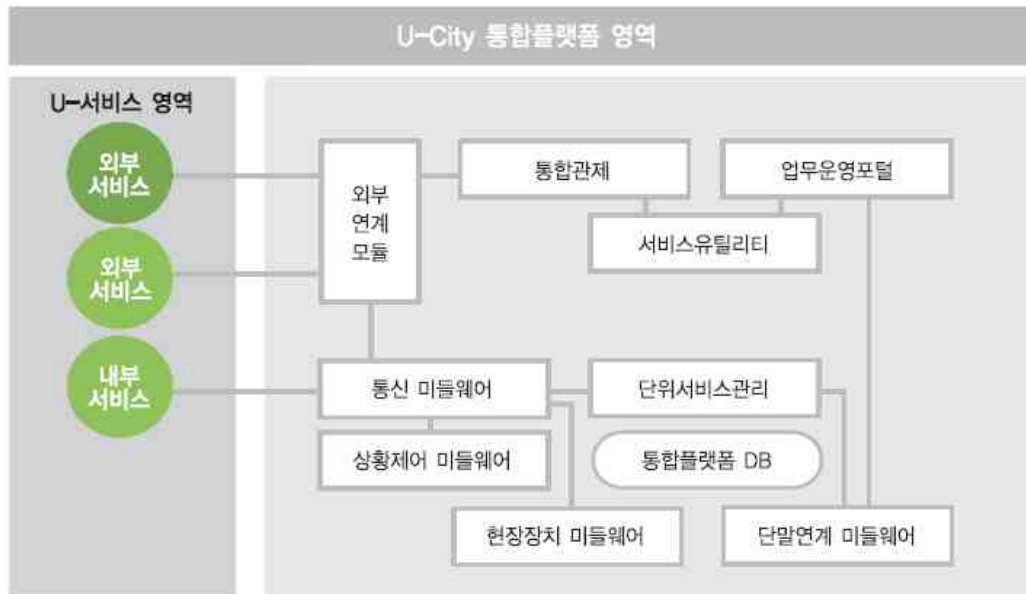 U-City 통합플랫폼 영역
U-서비스 영역
외부
서비스
외부
서비스
내부
서비스
외부
연계
모듈
통합관제
업무운영포털
서비스유틸리티
통신 미들웨어
단위서비스관리
상황제어 미들웨어
통합플랫폼 DB
현장장치 미들웨어
단말연계 미들웨어